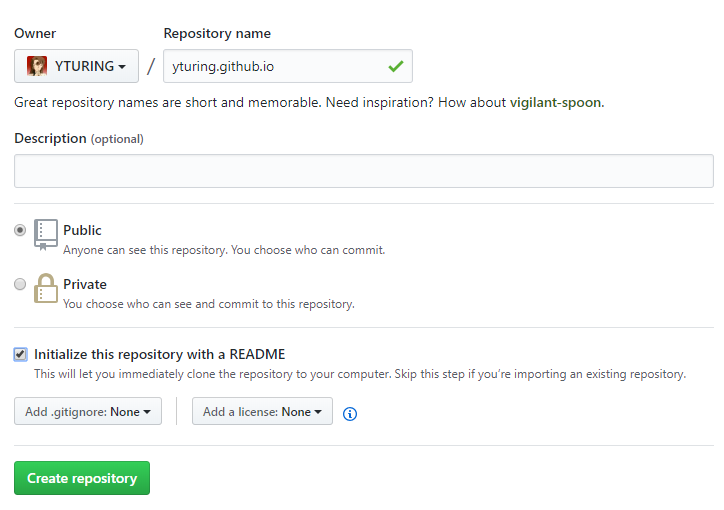 Owner Repository name
YTURING / yturing.github.io
Great repository names are short and memorable. Need inspiration? How about vigilant-spoon.
Description (optional)
Public
Anyone can see this repository. You choose who can commit.
Private
You choose who can see and commit to this repository.
Initialize this repository with a README
This will let you immediately clone the repository to your computer. Skip this step if you’re importing an existing repository.
Add .gitignore: None Add a license: None
Create repository